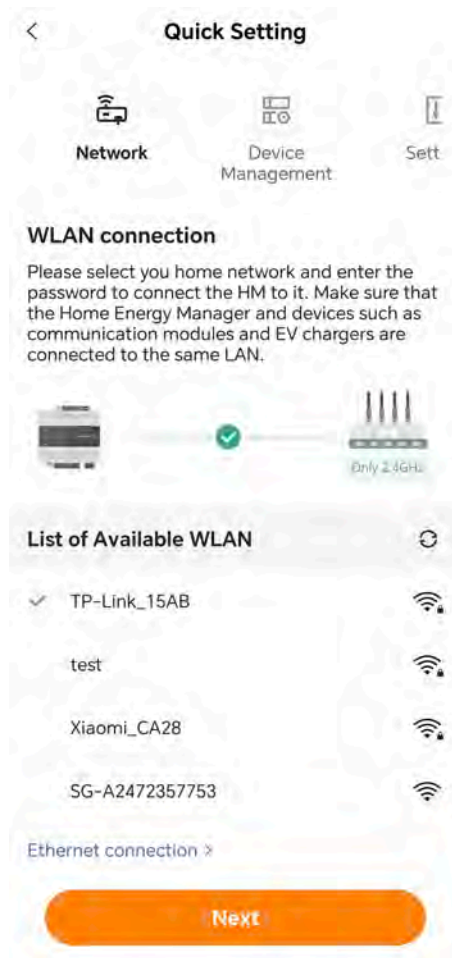 Quick Setting
Network
Device
Management
Sett
WLAN connection
Please select you home network and enter the
password to connect the HM to it. Make sure that
the Home Energy Manager and devices such as
communication modules and EV chargers are
connected to the same LAN.
Only 2.4GHz
List of Available WLAN
TP-Link_15AB
test
Xiaomi_CA28
SG-A2472357753
Ethernet connection >
Next